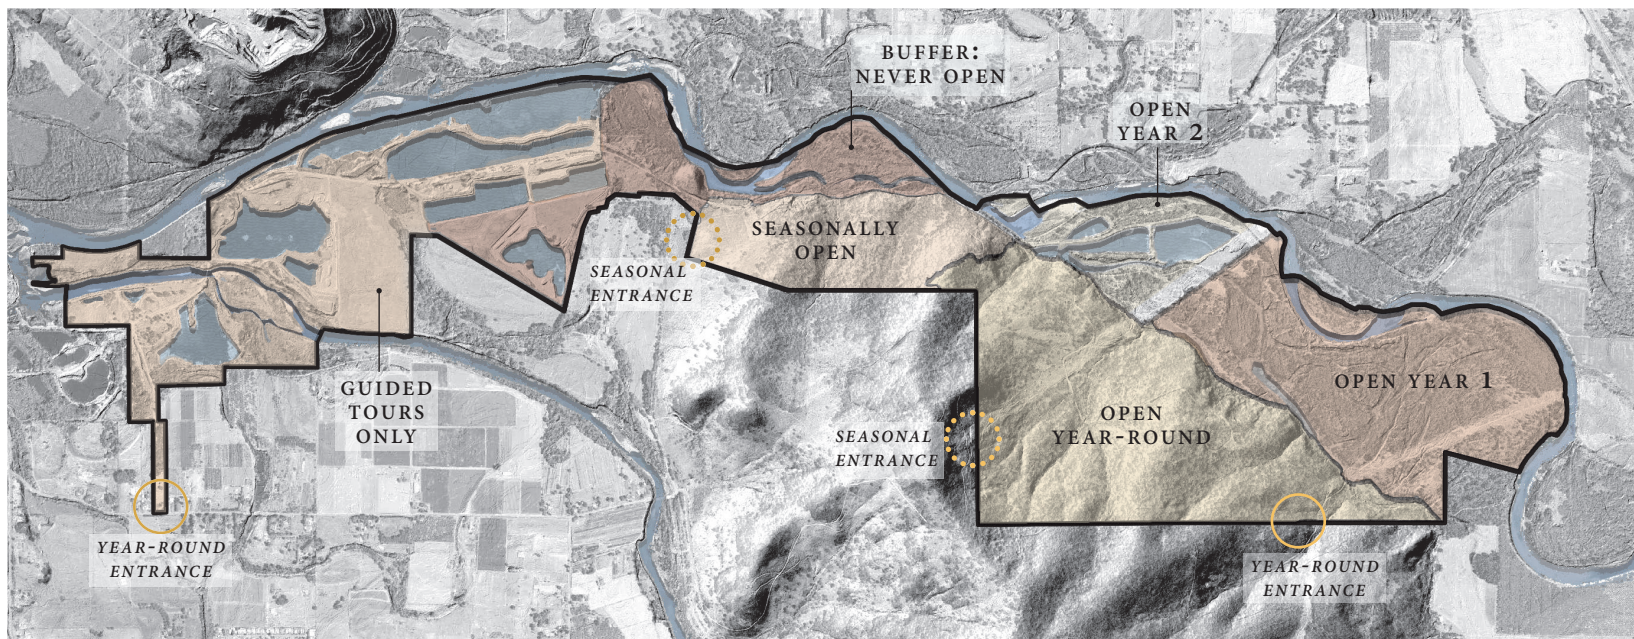 BUFFER:
NEVER OPEN
OPEN
YEAR 2
SEASONALLY
OPEN
SEASONAL
ENTRANCE
GUIDED
TOURS
ONLY
OPEN YEAR 1
OPEN
YEAR-ROUND
SEASONAL
ENTRANCE
YEAR-ROUND
ENTRANCE
YEAR-ROUND
ENTRANCE